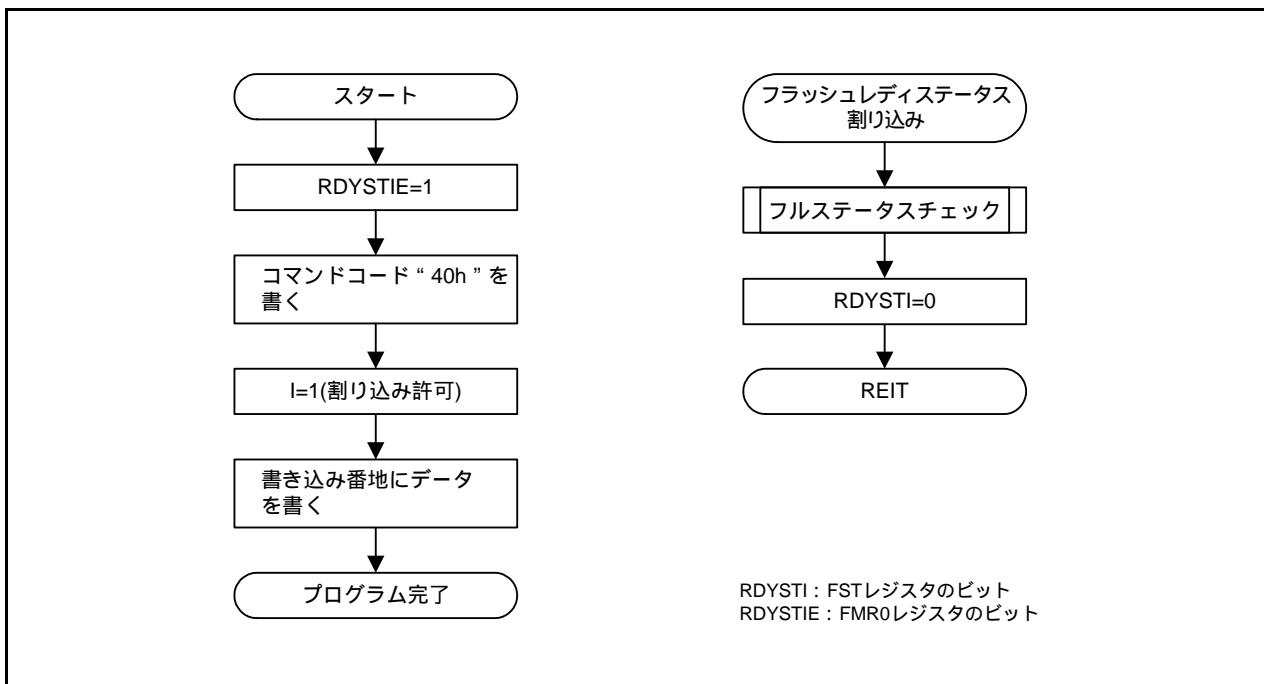 スタート
RDYSTIE=1
コマンドコード“40h”を
書く
I=1(割り込み許可)
書き込み番地にデータ
を書く
プログラム完了
フラッシュレディステータス
割り込み
フルステータスチェック
RDYSTI=0
REIT
RDYSTI：FSTレジスタのビット
RDYSTIE：FMR0レジスタのビット